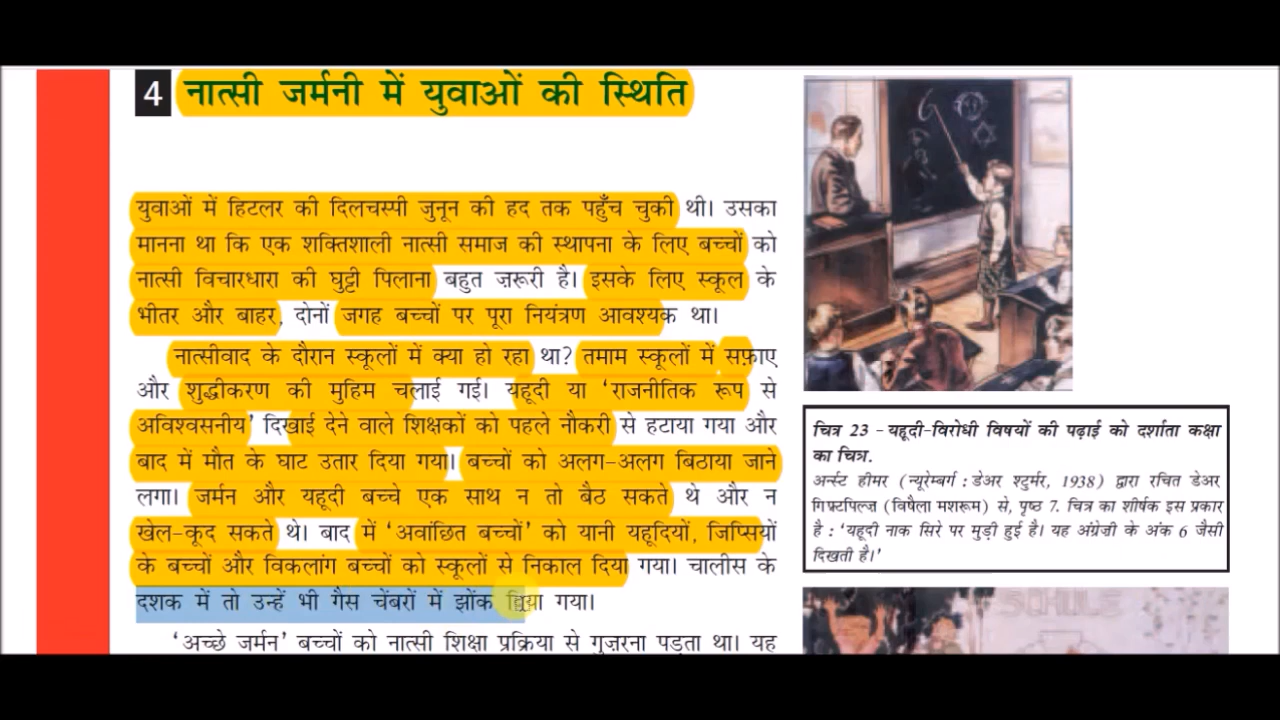 4 नात्सी जर्मनी में युवाओं की स्थिति
युवाओं में हिटलर की दिलचस्पी जुनून की हद तक पहुँच चुकी थी। उसका
मानना था कि एक शक्तिशाली नात्सी समाज की स्थापना के लिए बच्चों को
नात्सी विचारधारा की घुट्टी पिलाना बहुत ज़रूरी है। इसके लिए स्कूल के
भीतर और बाहर, दोनों जगह बच्चों पर पूरा नियंत्रण आवश्यक था।
नात्सीवाद के दौरान स्कूलों में क्या हो रहा था? तमाम स्कूलों में सफ़ाए
और शुद्धीकरण की मुहिम चलाई गई। यहूदी या ‘राजनीतिक रूप से
अविश्वसनीय’ दिखाई देने वाले शिक्षकों को पहले नौकरी से हटाया गया और
बाद में मौत के घाट उतार दिया गया। बच्चों को अलग-अलग बिठाया जाने
लगा। जर्मन और यहूदी बच्चे एक साथ न तो बैठ सकते थे और न
खेल-कूद सकते थे। बाद में ‘अवांछित बच्चों’ को यानी यहूदियों, जिप्सियों
के बच्चों और विकलांग बच्चों को स्कूलों से निकाल दिया गया। चालीस के
दशक में तो उन्हें भी गैस चेंबरों में झोंक दिया गया।
‘अच्छे जर्मन’ बच्चों को नात्सी शिक्षा प्रक्रिया से गुज़रना पड़ता था। यह
चित्र 23 - यहूदी-विरोधी विषयों की पढ़ाई को दर्शाता कक्षा
का चित्र.
अर्न्स्ट हीमर (न्यूरेम्बर्ग : डेअर श्टुर्मर, 1938) द्वारा रचित डेअर
गिफ़्टपिल्ज (विषैला मशरूम) से, पृष्ठ 7. चित्र का शीर्षक इस प्रकार
है : ‘यहूदी नाक सिरे पर मुड़ी हुई है। यह अंग्रेज़ी के अंक 6 जैसी
दिखती है।’
SCHULE